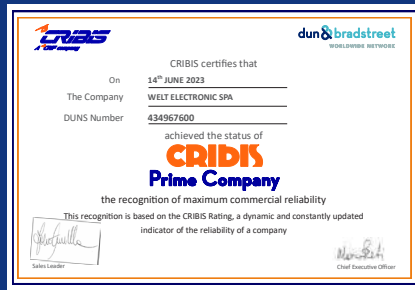 CRIBIS
A CRIF company
dun & bradstreet
WORLDWIDE NETWORK
CRIBIS certifies that
On 14th JUNE 2023
The Company WELT ELECTRONIC SPA
DUNS Number 434967600
achieved the status of
CRIBIS
Prime Company
the recognition of maximum commercial reliability
This recognition is based on the CRIBIS Rating, a dynamic and constantly updated
indicator of the reliability of a company
Sales Leader
Chief Executive Officer